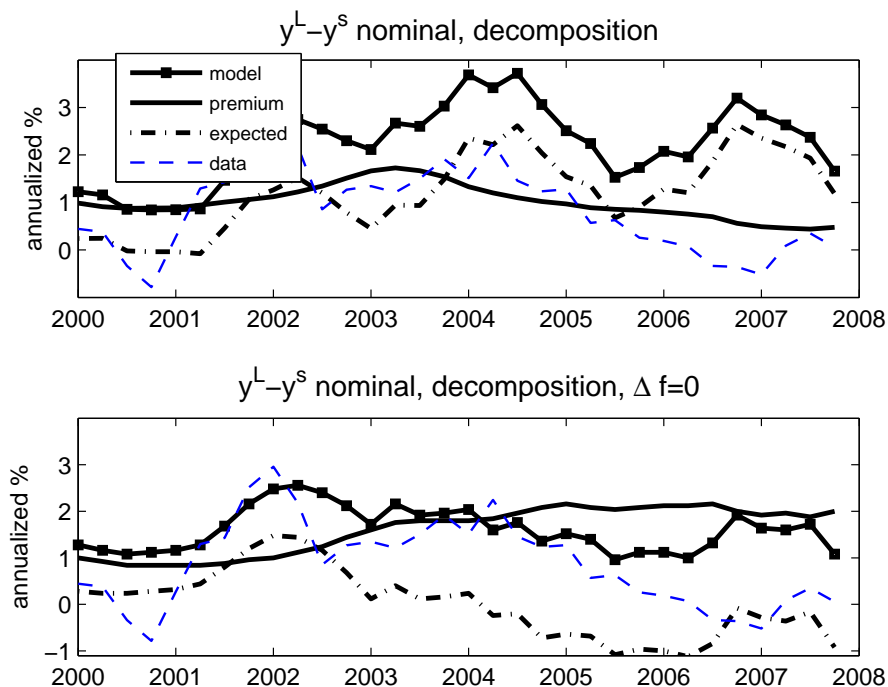 y^L−y^s nominal, decomposition
annualized %
model
premium
expected
data
3
2
1
0
2000 2001 2002 2003 2004 2005 2006 2007 2008
y^L−y^s nominal, decomposition, Δ f=0
annualized %
3
2
1
0
−1
2000 2001 2002 2003 2004 2005 2006 2007 2008